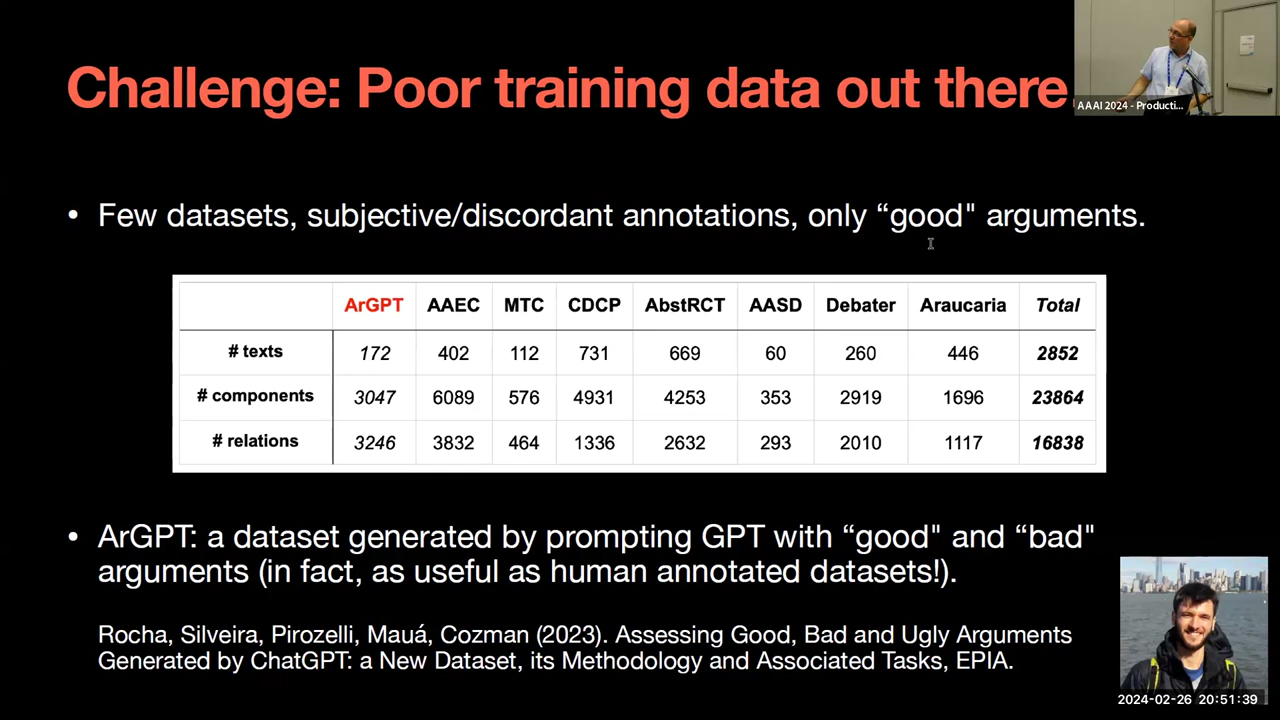 Challenge: Poor training data out there.
AAAI 2024 - Producti...
• Few datasets, subjective/discordant annotations, only “good" arguments.
ArGPT AAEC MTC CDCP AbstRCT AASD Debater Araucaria Total
# texts 172 402 112 731 669 60 260 446 2852
# components 3047 6089 576 4931 4253 353 2919 1696 23864
# relations 3246 3832 464 1336 2632 293 2010 1117 16838
• ArGPT: a dataset generated by prompting GPT with “good" and “bad"
arguments (in fact, as useful as human annotated datasets!).
Rocha, Silveira, Pirozelli, Mauá, Cozman (2023). Assessing Good, Bad and Ugly Arguments
Generated by ChatGPT: a New Dataset, its Methodology and Associated Tasks, EPIA.
2024-02-26 20:51:39